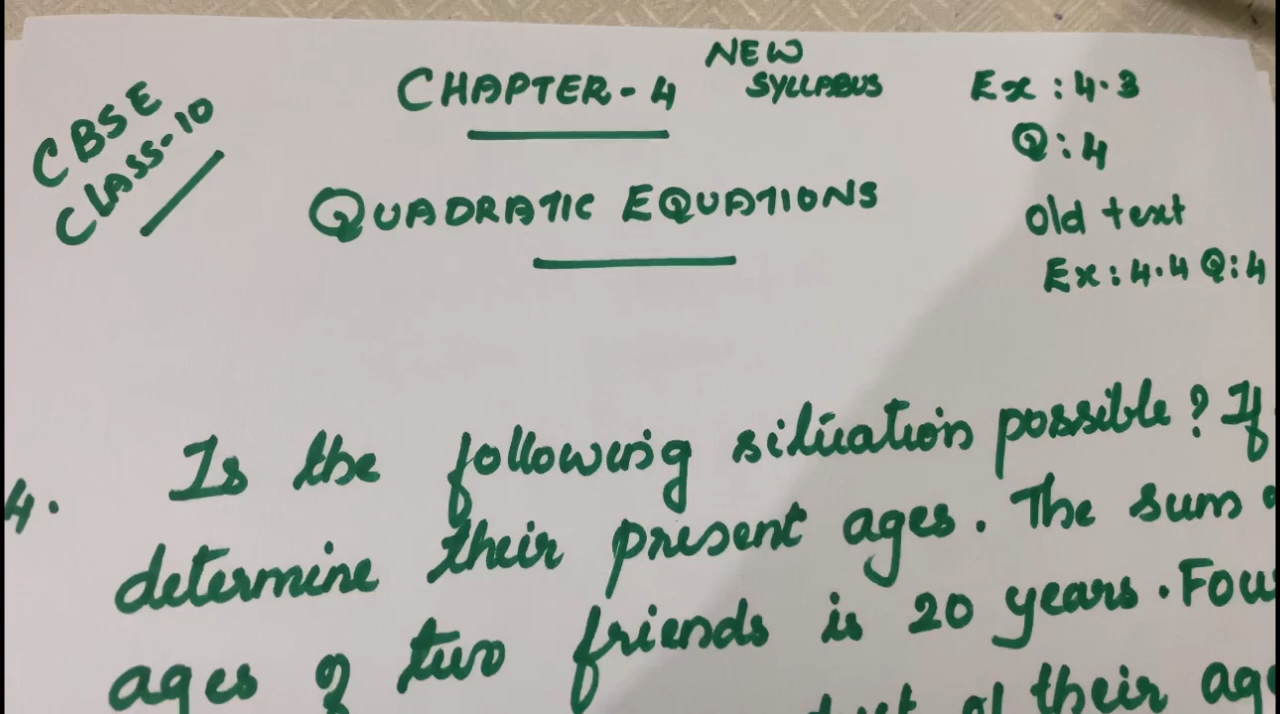 CBSE
CLASS-10
CHAPTER-4
NEW
SYLLABUS
QUADRATIC EQUATIONS
Ex : 4.3
Q : 4
Old text
Ex : 4.4 Q : 4
4. Is the following situation possible ? If
determine their present ages. The sum
ages of two friends is 20 years. Fou
of their ag